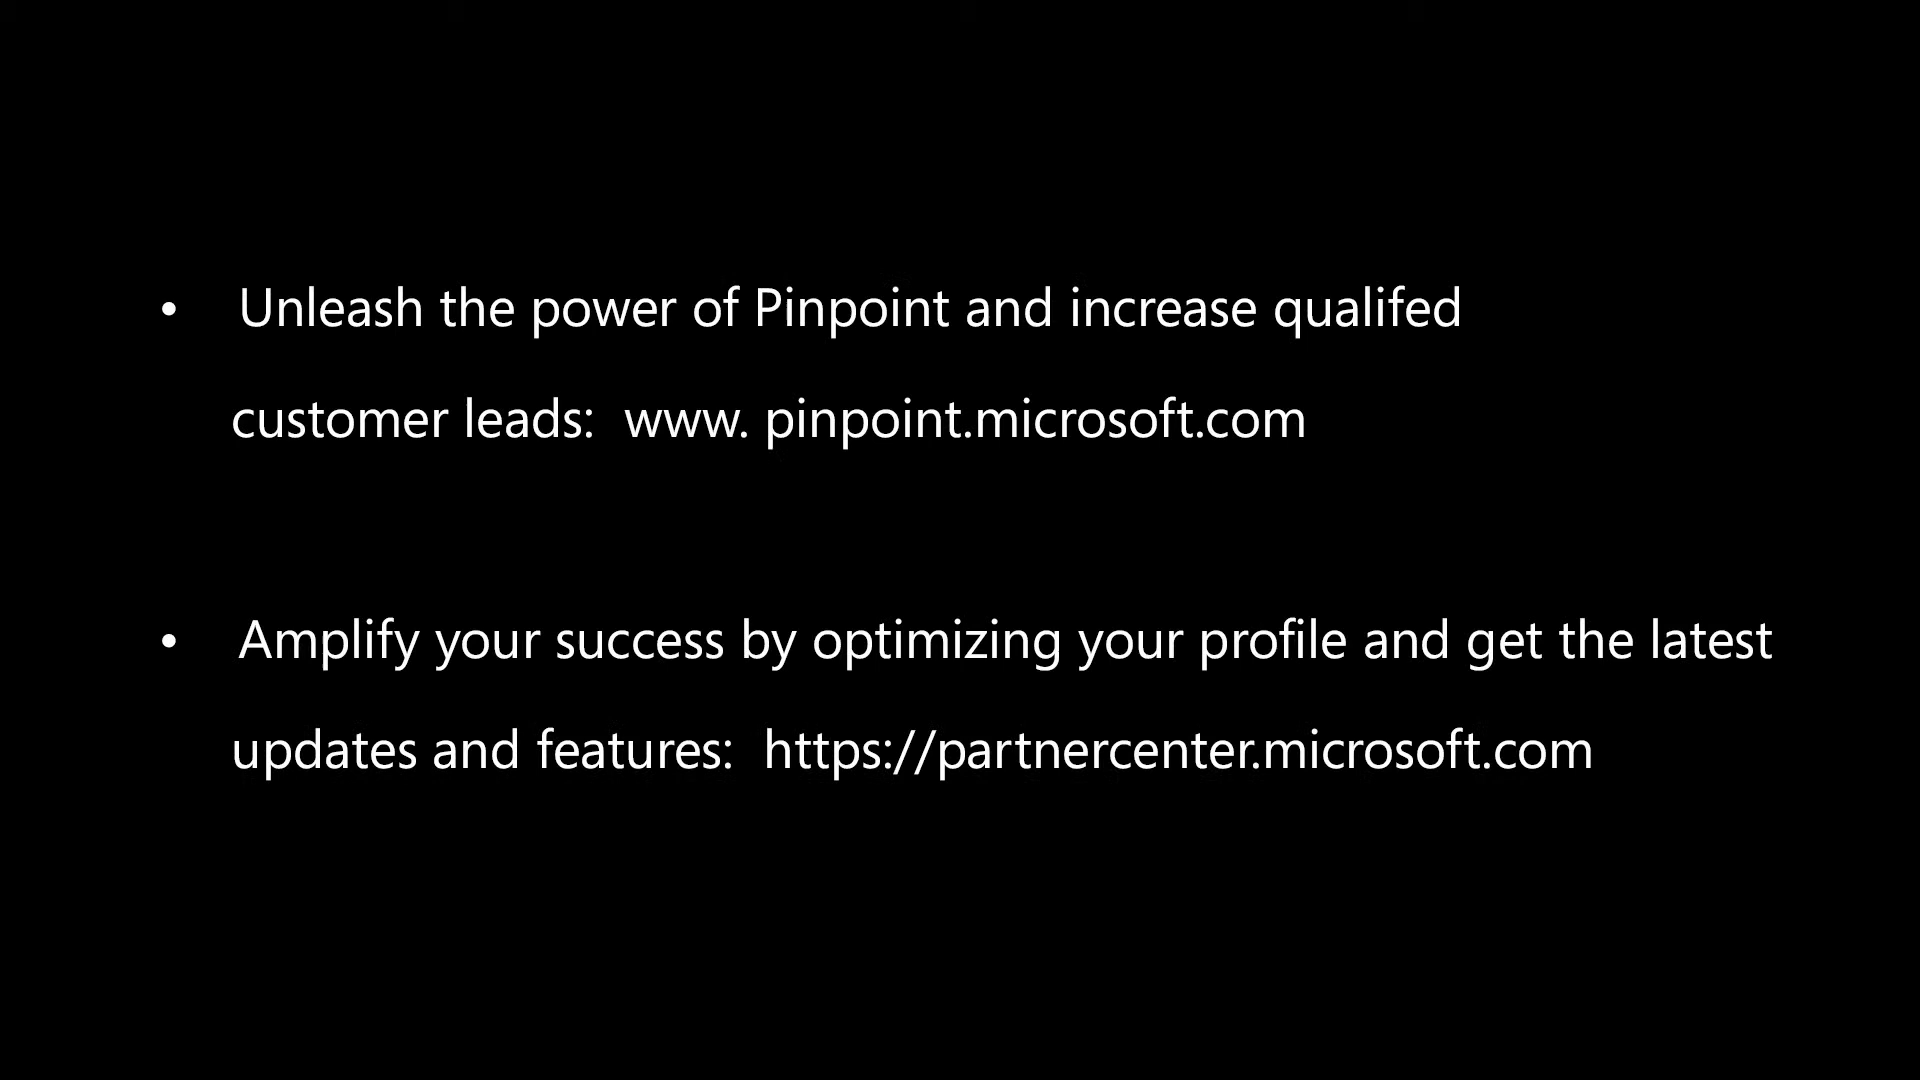 • Unleash the power of Pinpoint and increase qualifed
customer leads:  www. pinpoint.microsoft.com
• Amplify your success by optimizing your profile and get the latest
updates and features:  https://partnercenter.microsoft.com